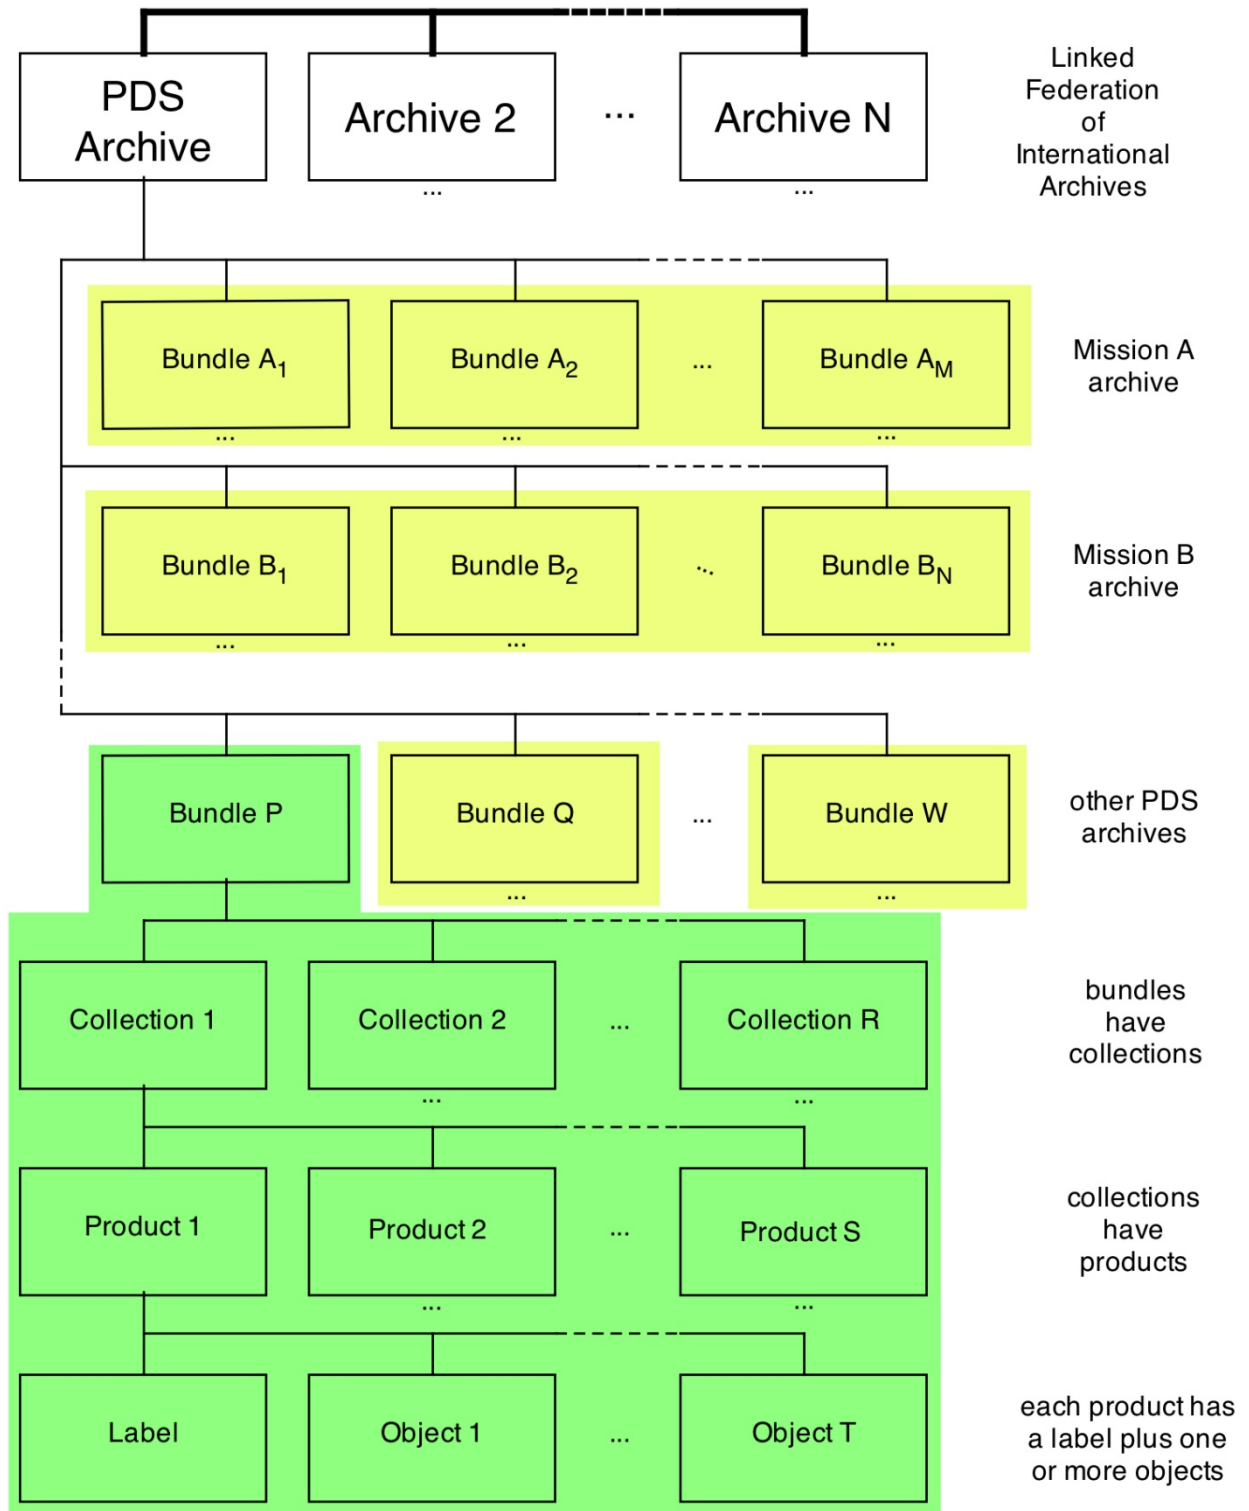 PDS
Archive
Archive 2
...
Archive N
...
...
Linked
Federation
of
International
Archives
Bundle A1
Bundle A2
...
Bundle AM
...
...
...
Mission A
archive
Bundle B1
Bundle B2
...
Bundle BN
...
...
...
Mission B
archive
Bundle P
Bundle Q
...
Bundle W
...
...
other PDS
archives
Collection 1
Collection 2
...
Collection R
...
...
bundles
have
collections
Product 1
Product 2
...
Product S
...
...
collections
have
products
Label
Object 1
...
Object T
each product has
a label plus one
or more objects